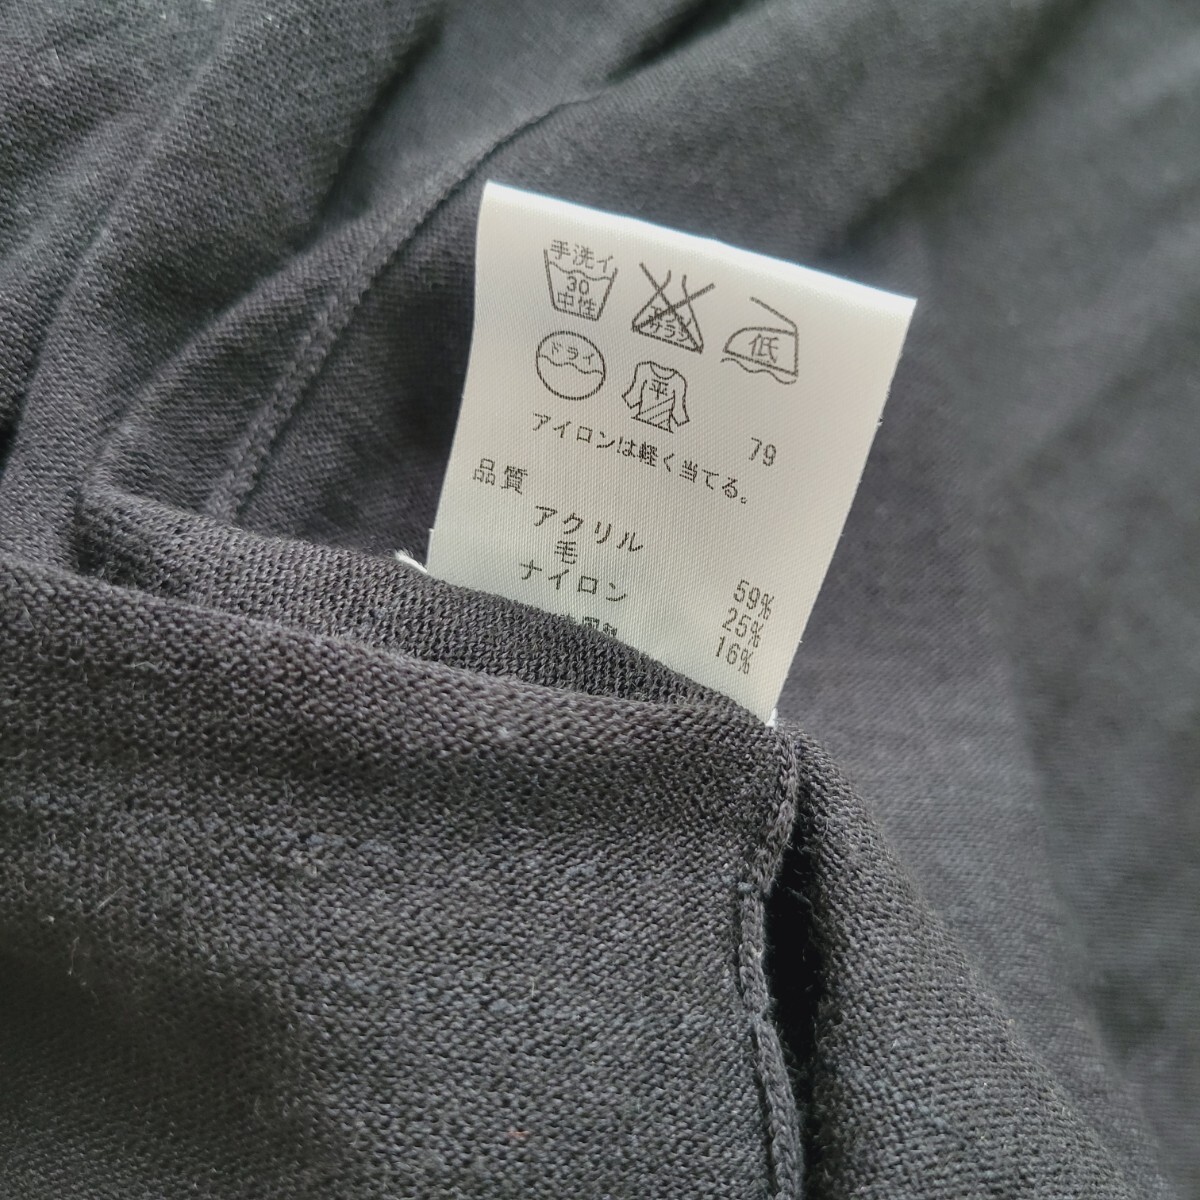 手洗イ
30
中性
低
ドライ
平
アイロンは軽く当てる。
79
品質
アクリル 59%
毛 25%
ナイロン 16%